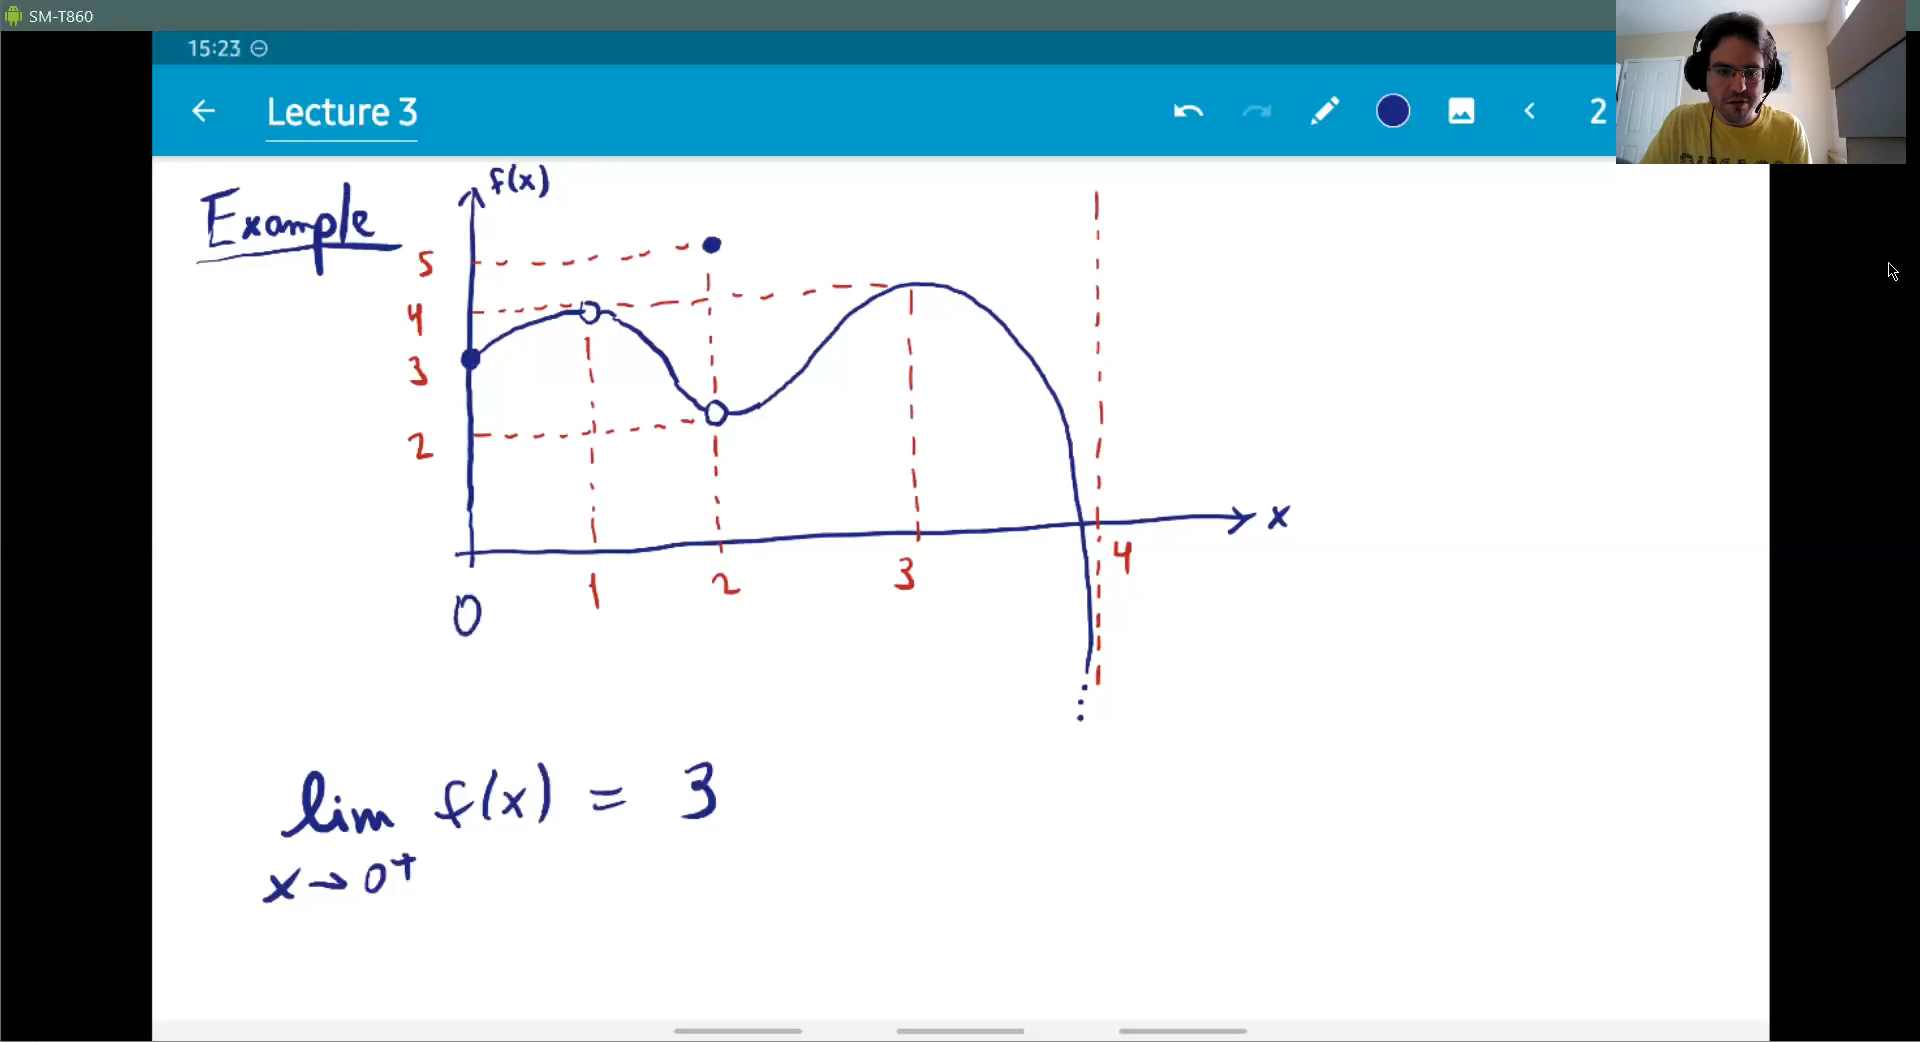 SM-T860
15:23
Lecture 3
2
Example
f(x)
5
4
3
2
x
0
1
2
3
4
lim f(x) = 3
x → 0⁺